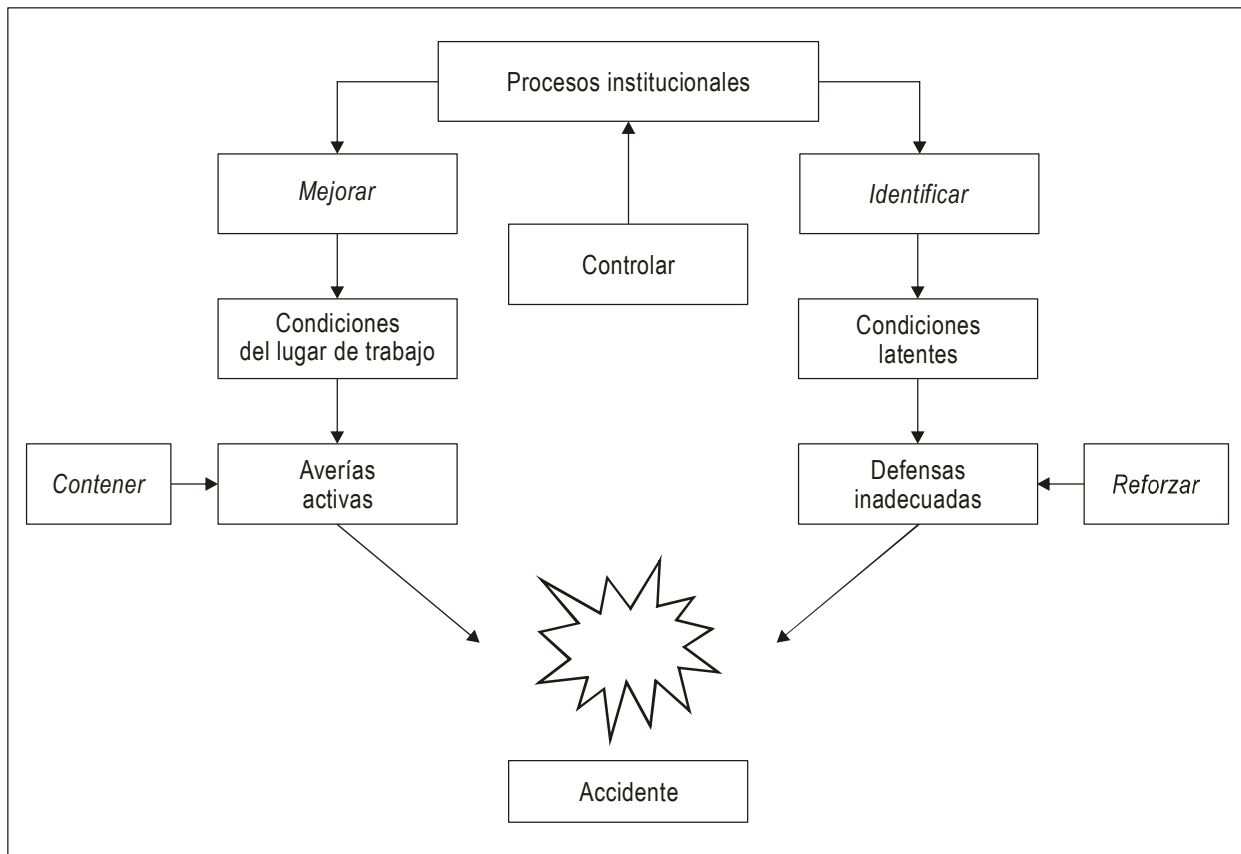 Procesos institucionales
Mejorar
Identificar
Controlar
Condiciones
del lugar de trabajo
Condiciones
latentes
Contener
Averías
activas
Defensas
inadecuadas
Reforzar
Accidente